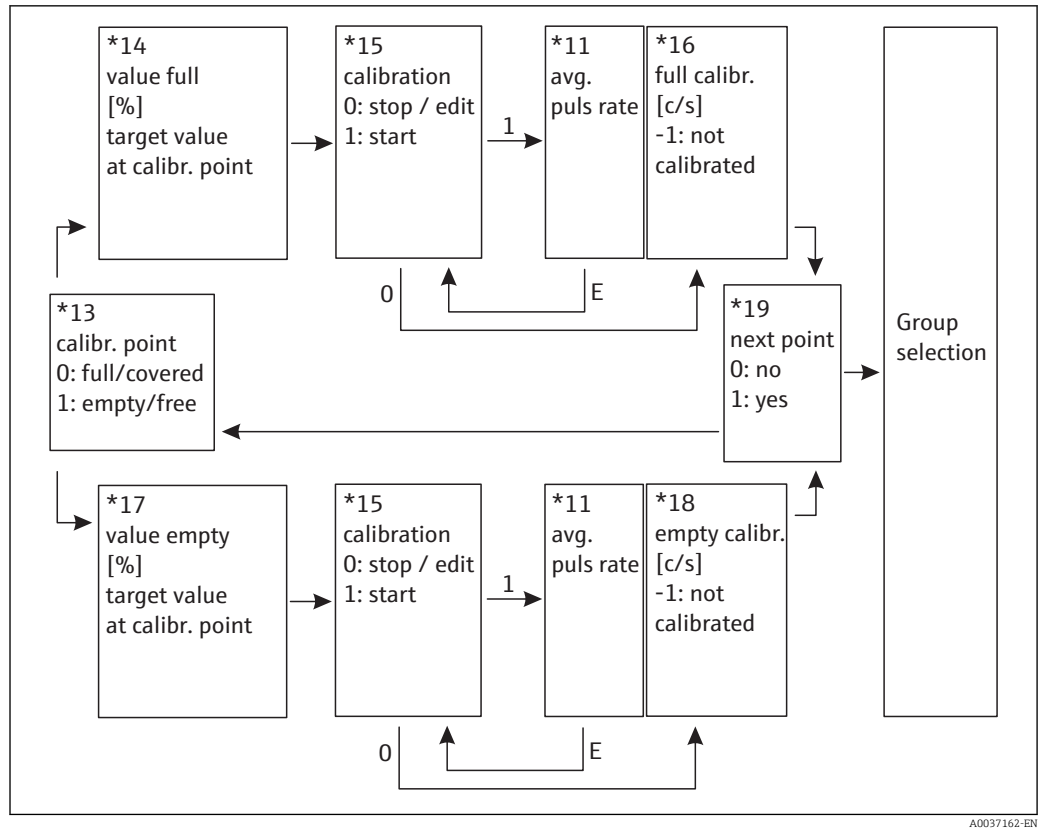 *14
value full
[%]
target value
at calibr. point
*15
calibration
0: stop / edit
1: start
1
*11
avg.
puls rate
*16
full calibr.
[c/s]
-1: not
calibrated
0
E
*13
calibr. point
0: full/covered
1: empty/free
*19
next point
0: no
1: yes
Group
selection
*17
value empty
[%]
target value
at calibr. point
*15
calibration
0: stop / edit
1: start
1
*11
avg.
puls rate
*18
empty calibr.
[c/s]
-1: not
calibrated
0
E
A0037162-EN